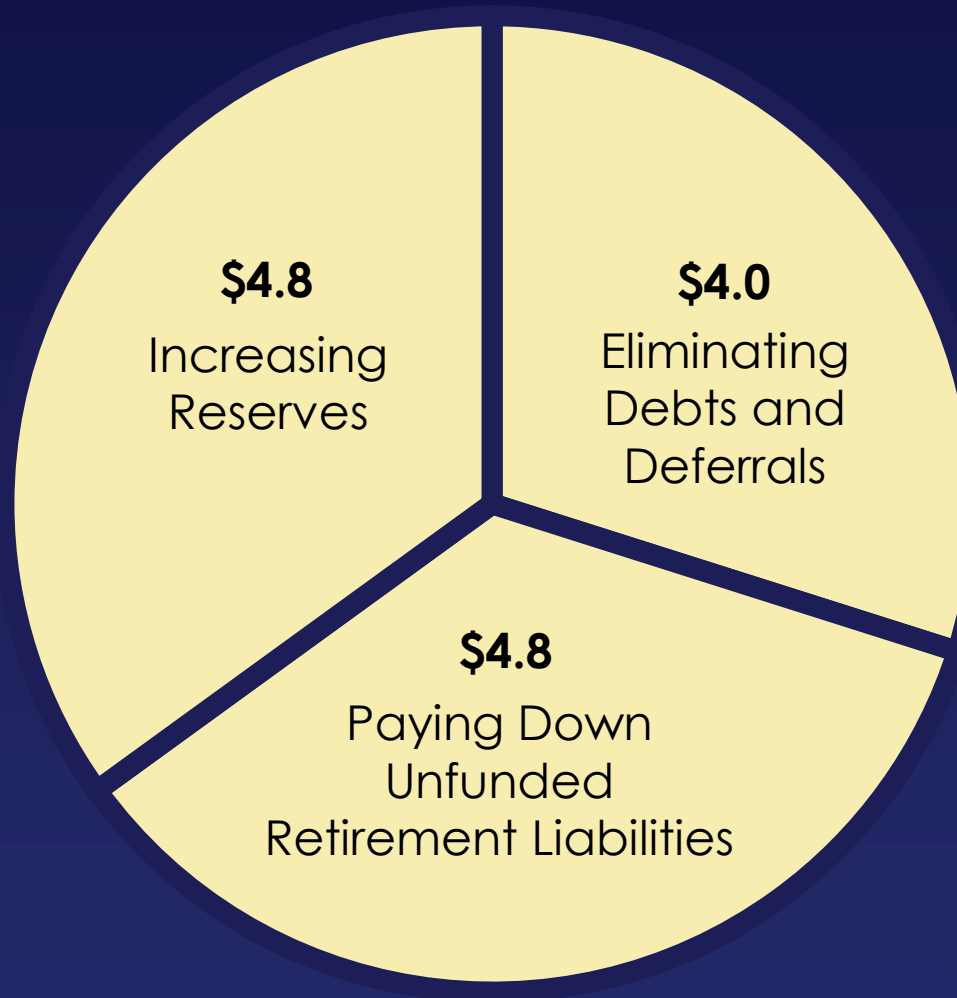 $4.8
Increasing
Reserves
$4.0
Eliminating
Debts and
Deferrals
$4.8
Paying Down
Unfunded
Retirement Liabilities